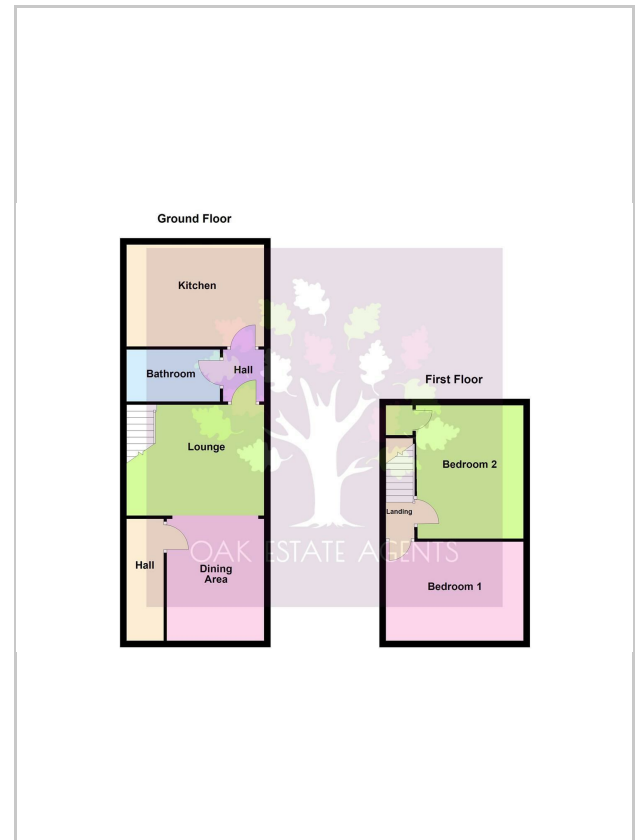 Ground Floor
Kitchen
Bathroom
Hall
Lounge
Hall
Dining
Area
First Floor
Bedroom 2
Landing
Bedroom 1
OAK ESTATE AGENTS